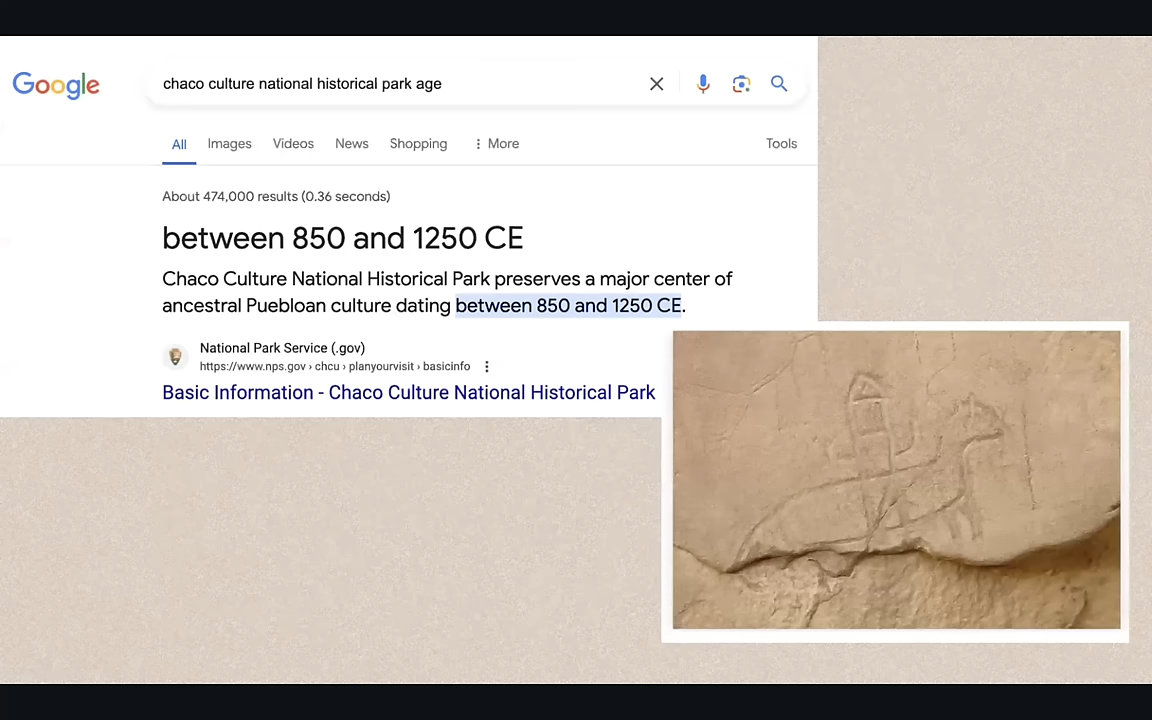 Google
chaco culture national historical park age
All Images Videos News Shopping More Tools
About 474,000 results (0.36 seconds)
between 850 and 1250 CE
Chaco Culture National Historical Park preserves a major center of
ancestral Puebloan culture dating between 850 and 1250 CE.
National Park Service (.gov)
https://www.nps.gov › chcu › planyourvisit › basicinfo
Basic Information - Chaco Culture National Historical Park